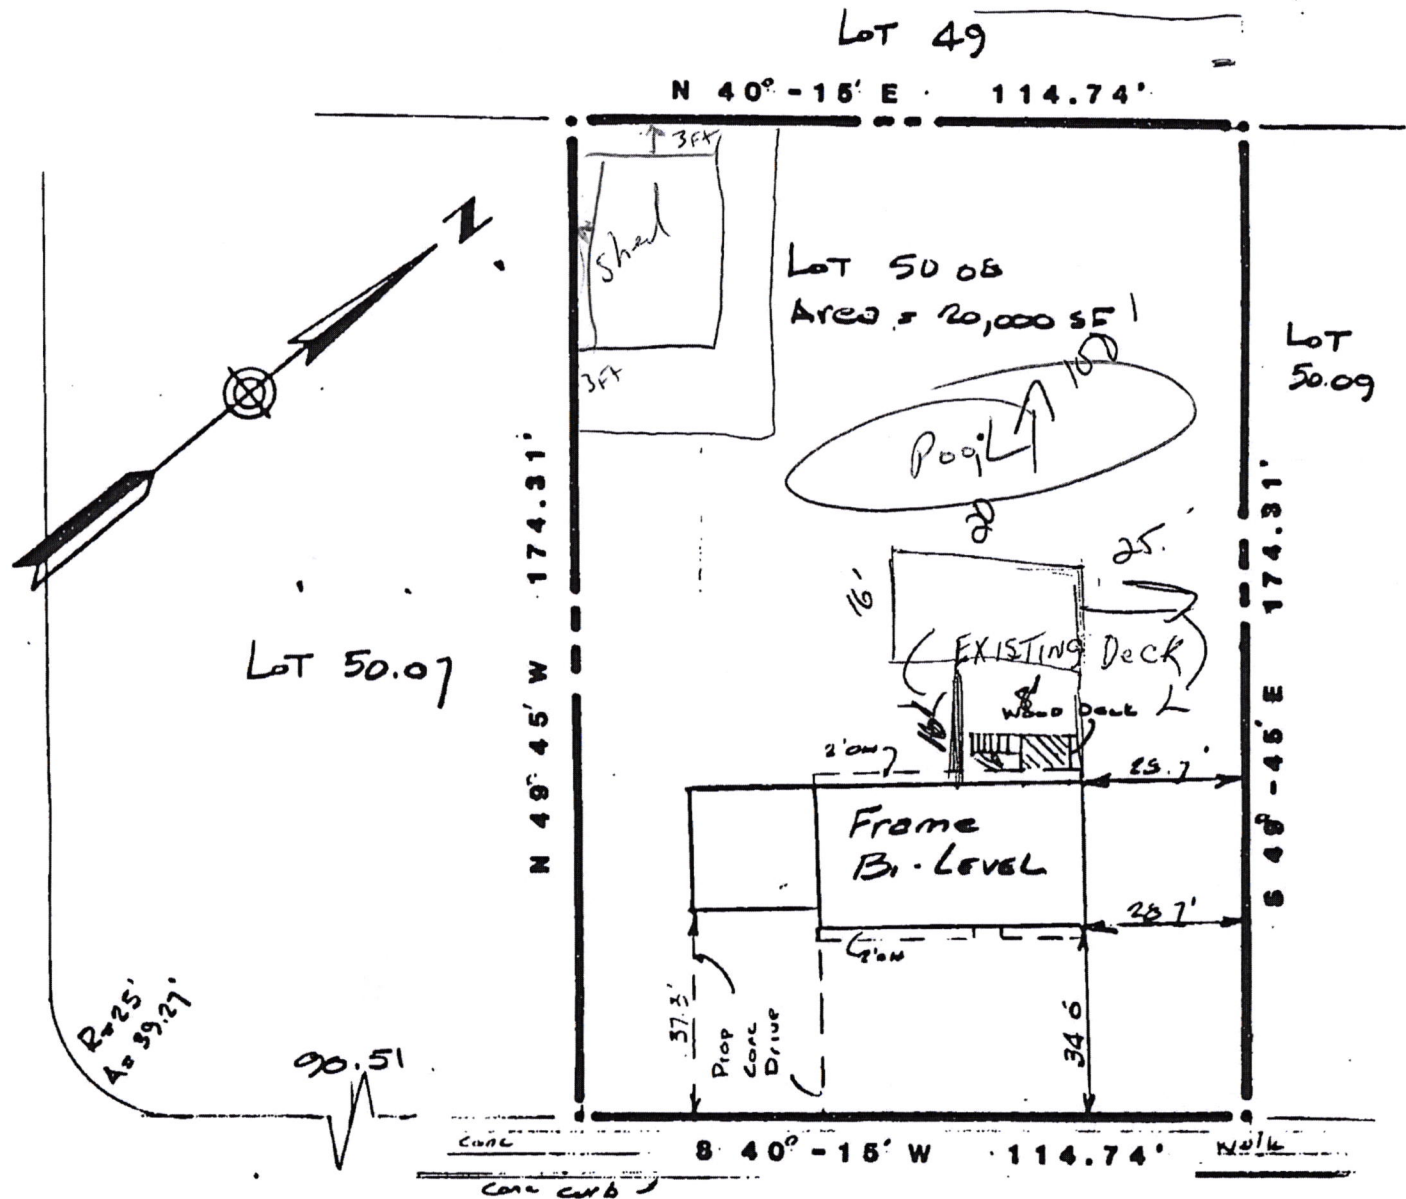 LOT 49
N 40° - 15' E 114.74'
3FT
N
Shed
LOT 50 08
Area = 20,000 SF
LOT
50.09
3FT
Pool
20
174.31'
174.31'
25'
16'
EXISTING Deck
LOT 50.07
Wood Deck
2'OH
N 49° 45' W
S 49° - 45' E
Frame
Bi-LEVEL
28.7'
2'OH
37.3'
Prop
Conc
Drive
34.6'
R=25'
A=39.27'
90.51
conc
S 40° - 15' W 114.74'
walk
conc curb